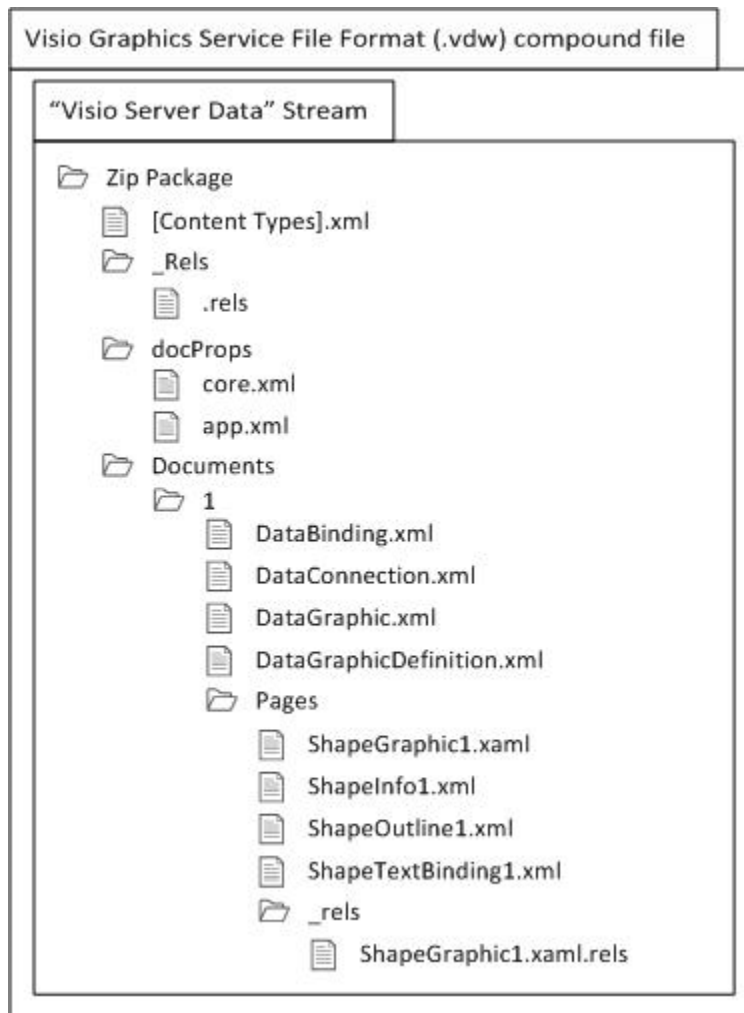 Visio Graphics Service File Format (.vdw) compound file
“Visio Server Data” Stream
Zip Package
[Content Types].xml
_Rels
.rels
docProps
core.xml
app.xml
Documents
1
DataBinding.xml
DataConnection.xml
DataGraphic.xml
DataGraphicDefinition.xml
Pages
ShapeGraphic1.xaml
ShapeInfo1.xml
ShapeOutline1.xml
ShapeTextBinding1.xml
_rels
ShapeGraphic1.xaml.rels